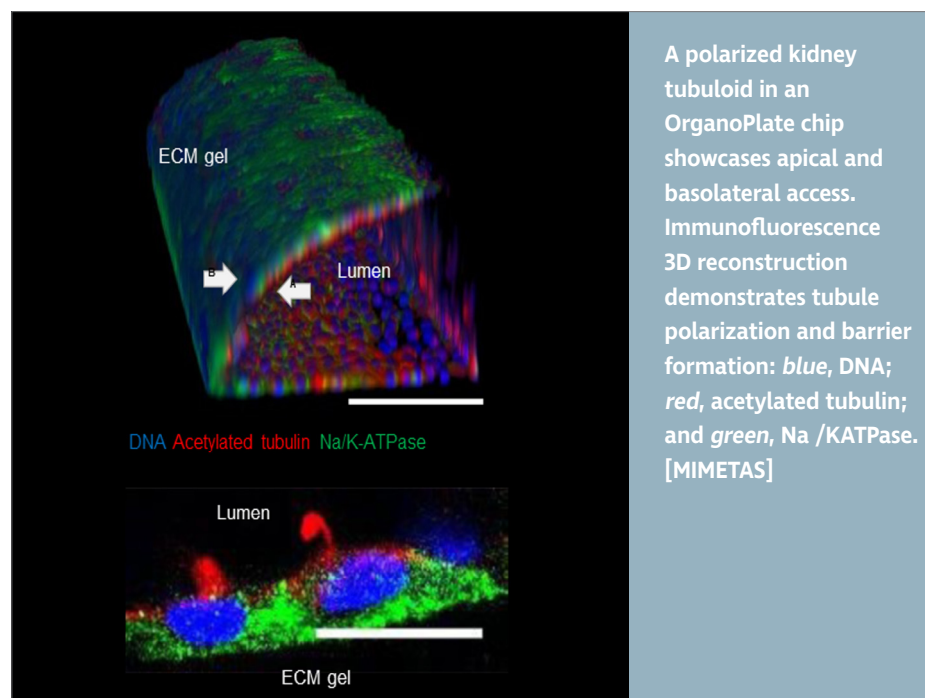 ECM gel
B
A
Lumen
DNA Acetylated tubulin Na/K-ATPase
Lumen
ECM gel
A polarized kidney
tubuloid in an
OrganoPlate chip
showcases apical and
basolateral access.
Immunofluorescence
3D reconstruction
demonstrates tubule
polarization and barrier
formation: blue, DNA;
red, acetylated tubulin;
and green, Na /KATPase.
[MIMETAS]